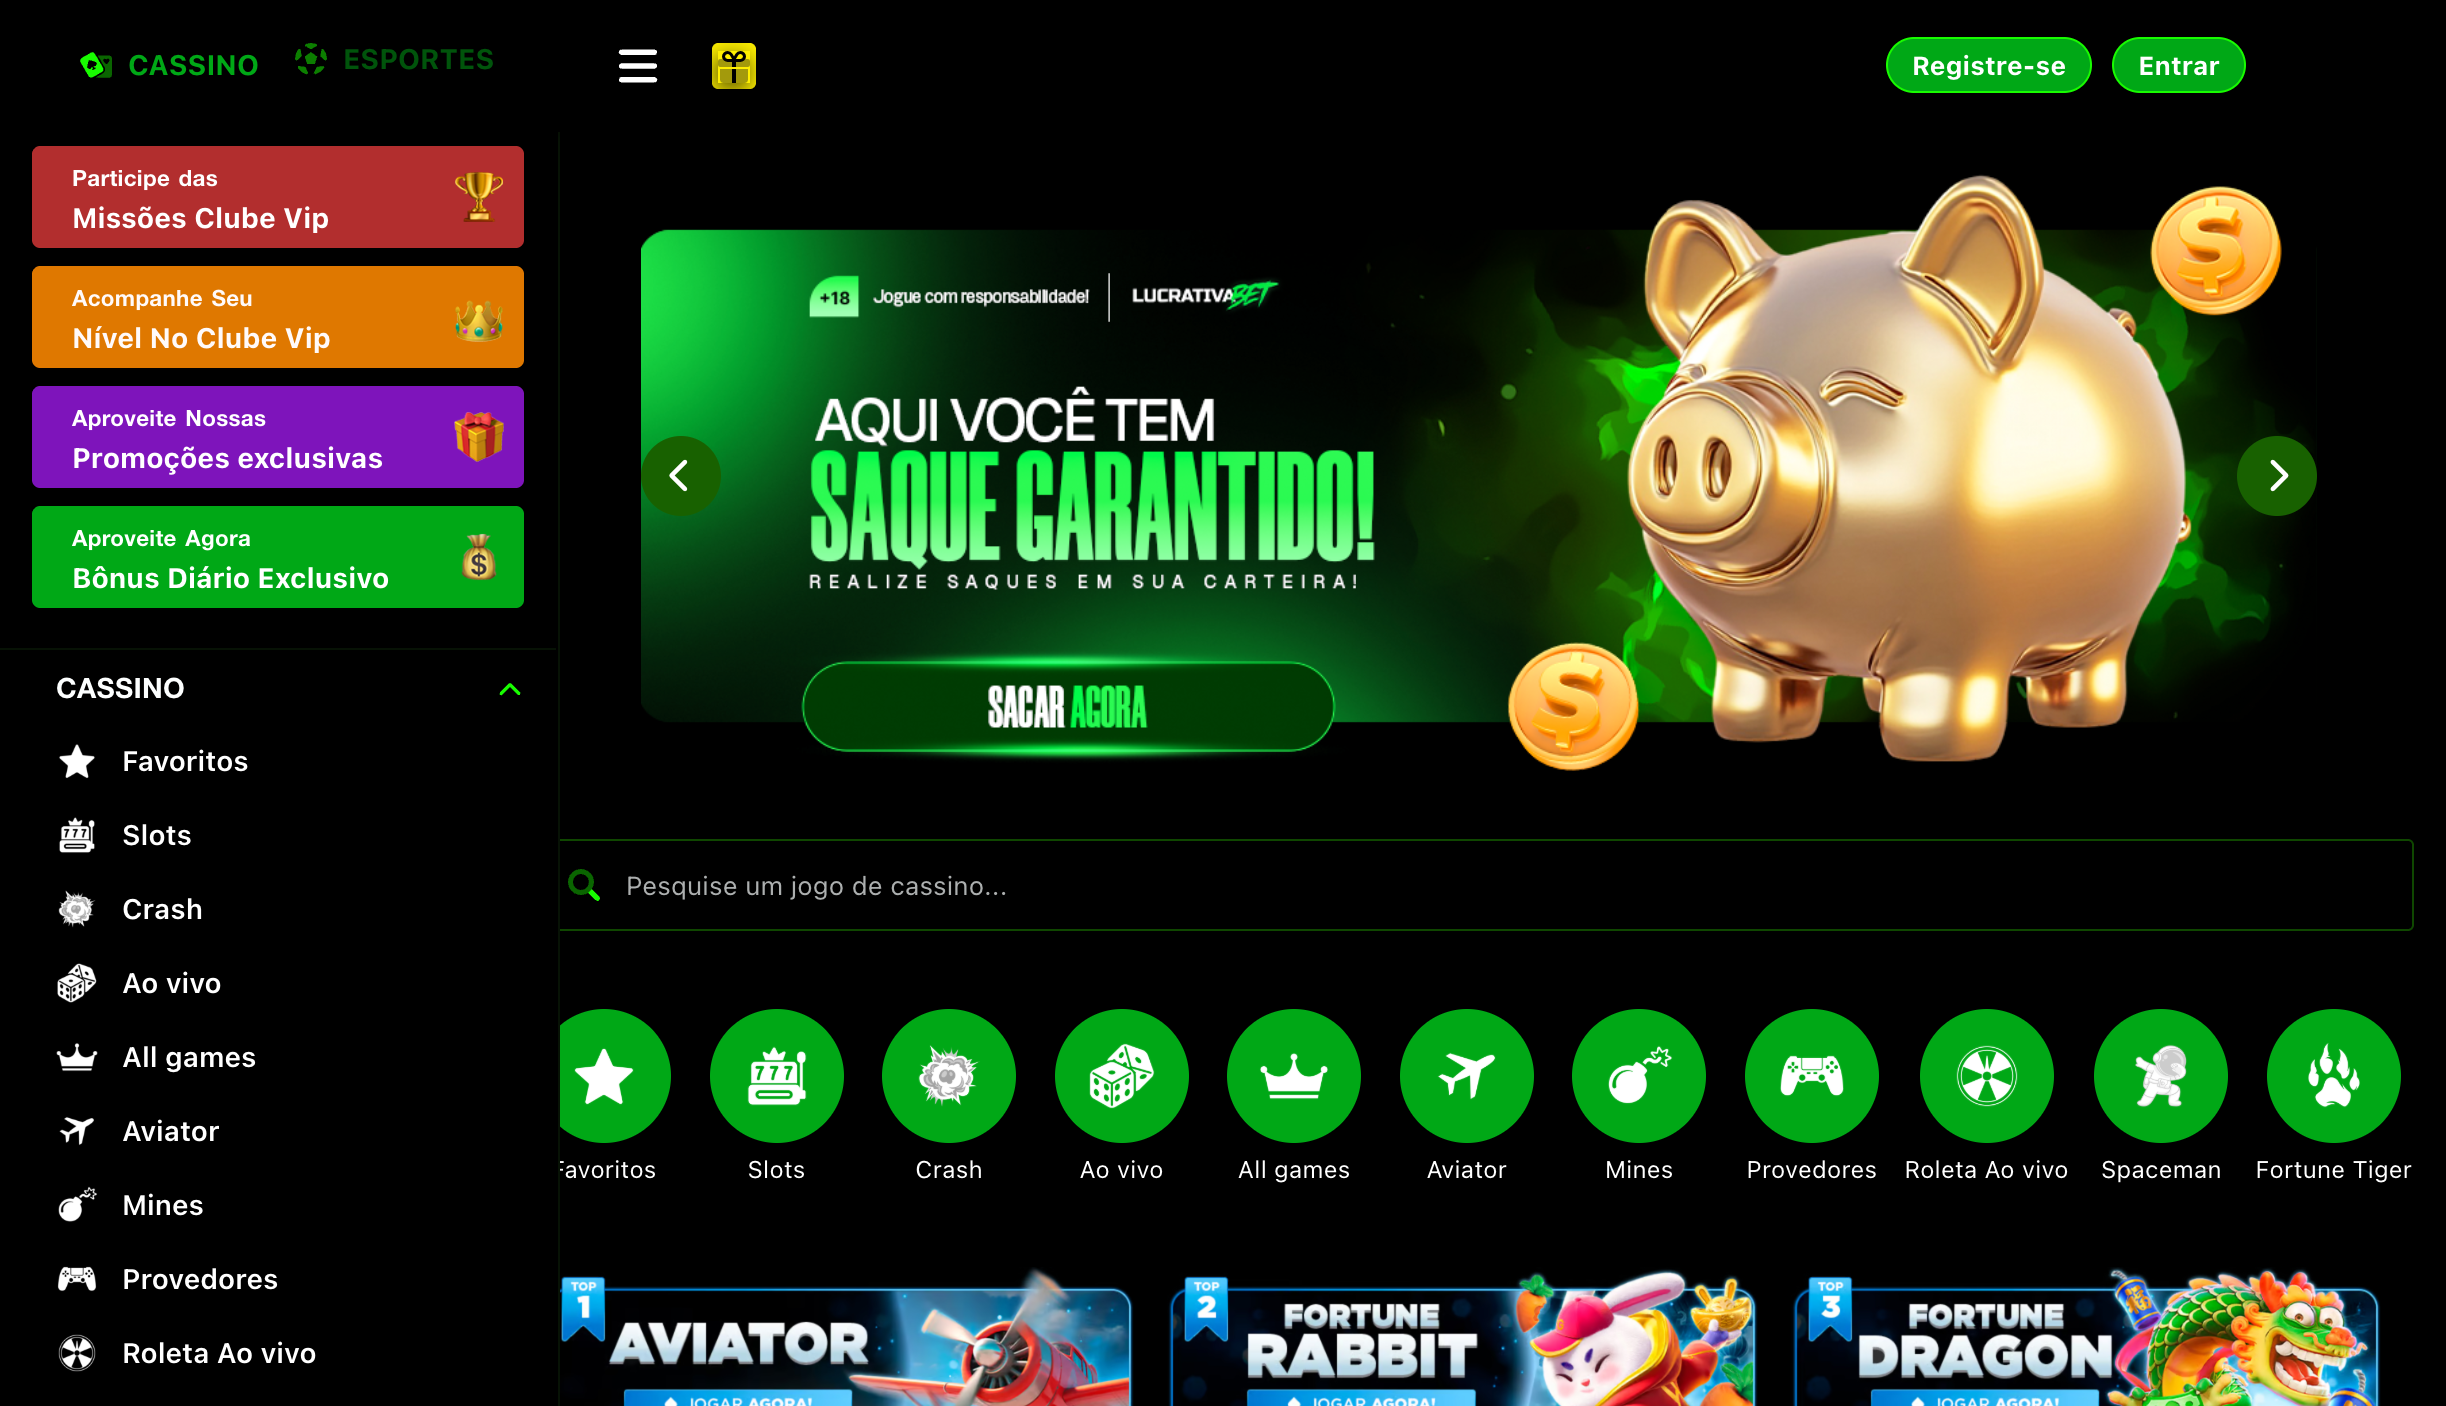 CASSINO
ESPORTES
Registre-se
Entrar
Participe das
Missões Clube Vip
Acompanhe Seu
Nível No Clube Vip
Aproveite Nossas
Promoções exclusivas
Aproveite Agora
Bônus Diário Exclusivo
CASSINO
Favoritos
Slots
Crash
Ao vivo
All games
Aviator
Mines
Provedores
Roleta Ao vivo
+18 Jogue com responsabilidade! LUCRATIVABET
AQUI VOCÊ TEM
SAQUE GARANTIDO!
REALIZE SAQUES EM SUA CARTEIRA!
SACAR AGORA
Pesquise um jogo de cassino...
Favoritos
Slots
Crash
Ao vivo
All games
Aviator
Mines
Provedores
Roleta Ao vivo
Spaceman
Fortune Tiger
TOP
1
AVIATOR
JOGAR AGORA!
TOP
2
FORTUNE
RABBIT
JOGAR AGORA!
TOP
3
FORTUNE
DRAGON
JOGAR AGORA!